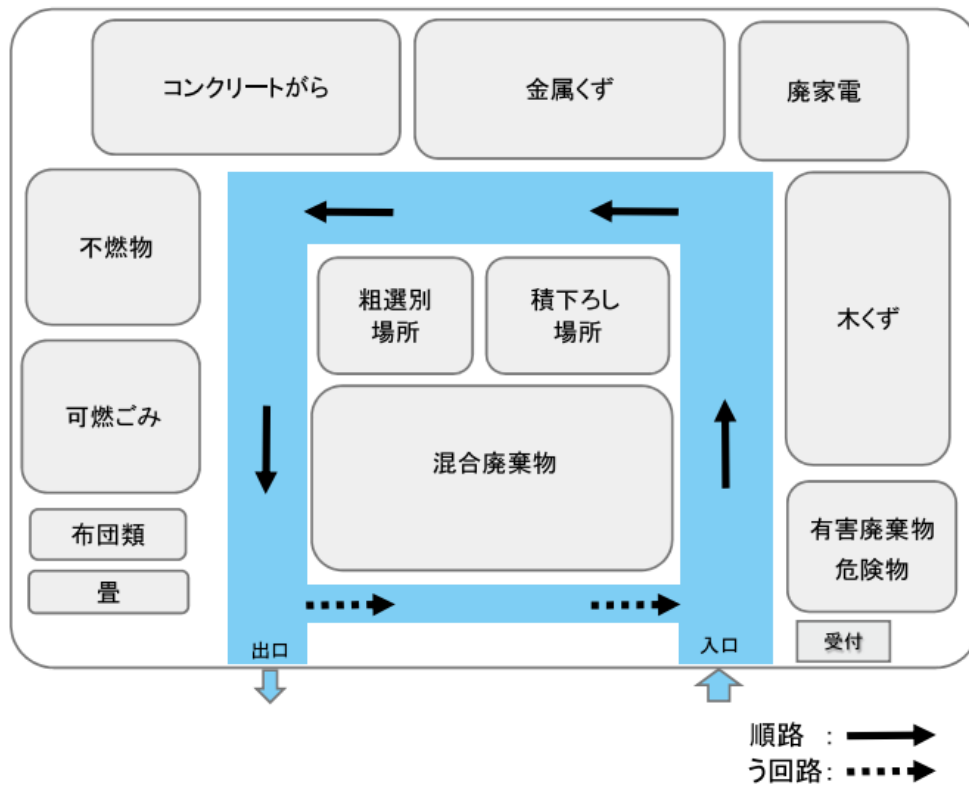 コンクリートがら
金属くず
廃家電
不燃物
粗選別
場所
積下ろし
場所
木くず
可燃ごみ
混合廃棄物
布団類
畳
有害廃棄物
危険物
出口
入口
受付
順路 :
う回路: